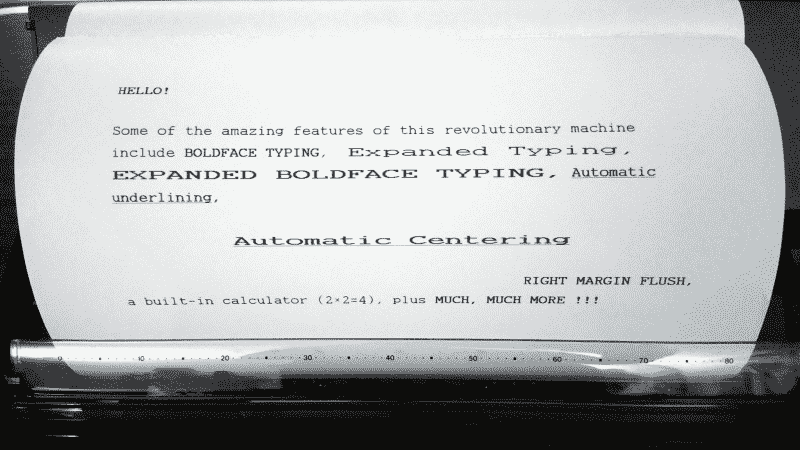 HELLO!
Some of the amazing features of this revolutionary machine
include BOLDFACE TYPING, Expanded Typing,
EXPANDED BOLDFACE TYPING, Automatic
underlining,
Automatic Centering
RIGHT MARGIN FLUSH,
a built-in calculator (2×2=4), plus MUCH, MUCH MORE !!!
0 10 20 30 40 50 60 70 80